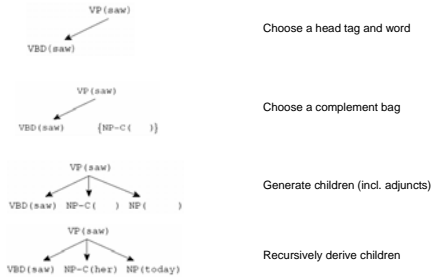 VP(saw)
Choose a head tag and word
VBD(saw)
VP(saw)
Choose a complement bag
VBD(saw) {NP-C( )}
VP(saw)
Generate children (incl. adjuncts)
VBD(saw) NP-C( ) NP( )
VP(saw)
Recursively derive children
VBD(saw) NP-C(her) NP(today)